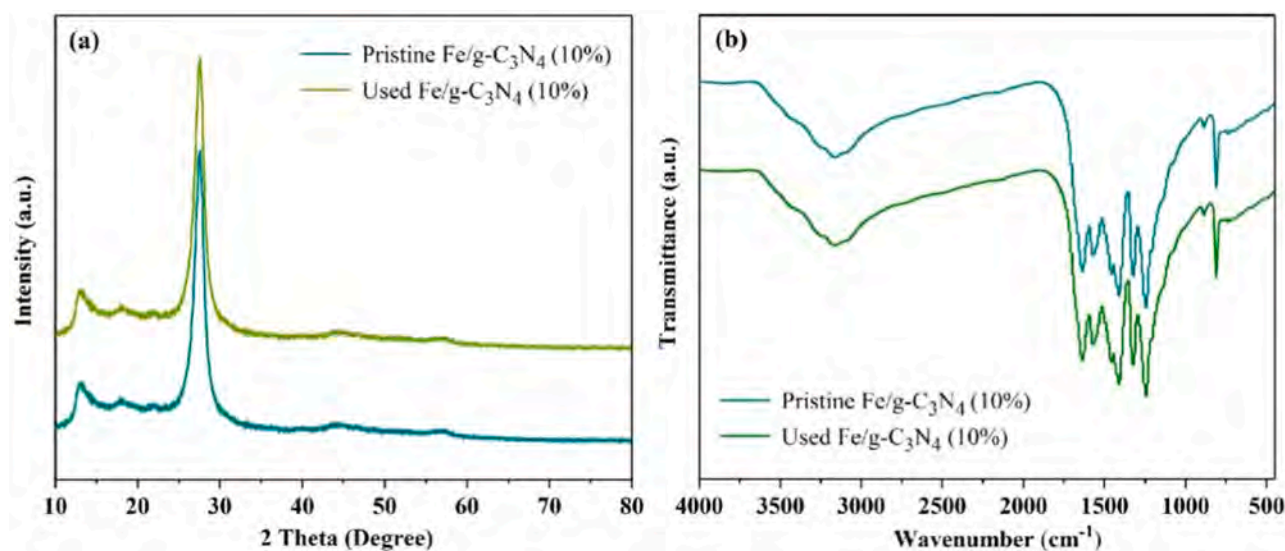 (a)
Pristine Fe/g-C₃N₄ (10%)
Used Fe/g-C₃N₄ (10%)
Intensity (a.u.)
10 20 30 40 50 60 70 80
2 Theta (Degree)
(b)
Transmittance (a.u.)
Pristine Fe/g-C₃N₄ (10%)
Used Fe/g-C₃N₄ (10%)
4000 3500 3000 2500 2000 1500 1000 500
Wavenumber (cm⁻¹)